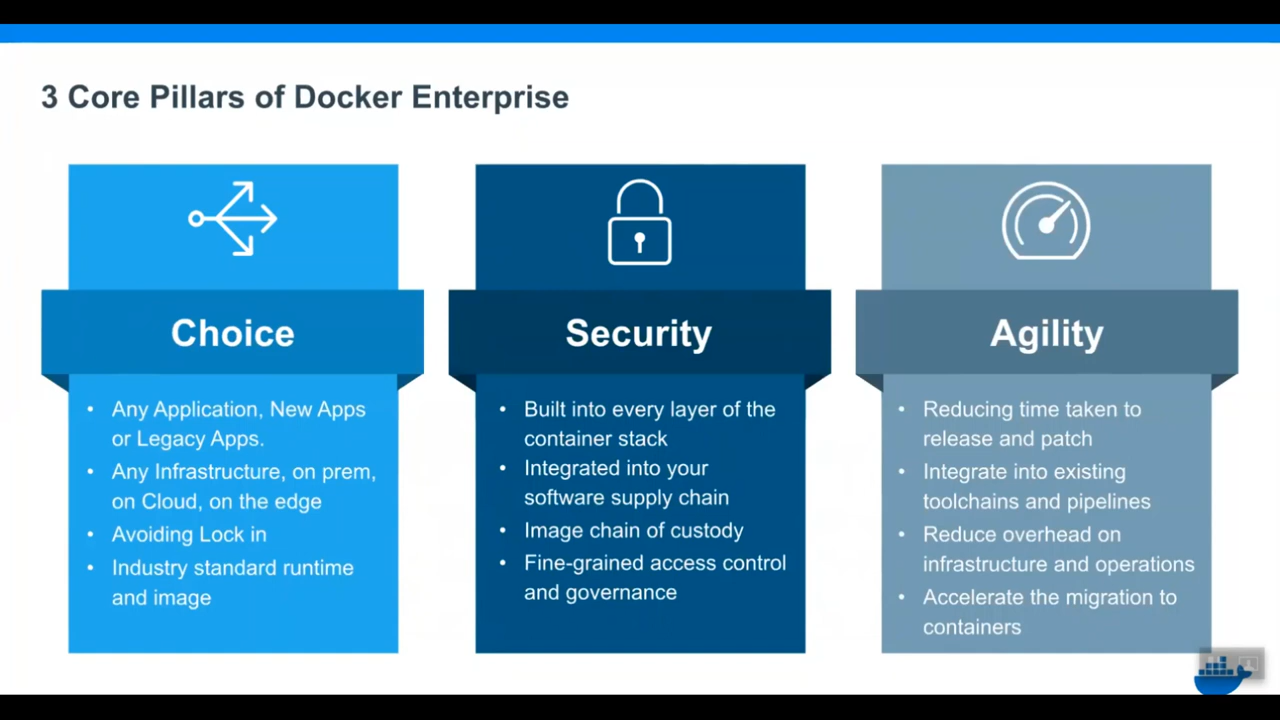 3 Core Pillars of Docker Enterprise
Choice
• Any Application, New Apps
or Legacy Apps.
• Any Infrastructure, on prem,
on Cloud, on the edge
• Avoiding Lock in
• Industry standard runtime
and image
Security
• Built into every layer of the
container stack
• Integrated into your
software supply chain
• Image chain of custody
• Fine-grained access control
and governance
Agility
• Reducing time taken to
release and patch
• Integrate into existing
toolchains and pipelines
• Reduce overhead on
infrastructure and operations
• Accelerate the migration to
containers